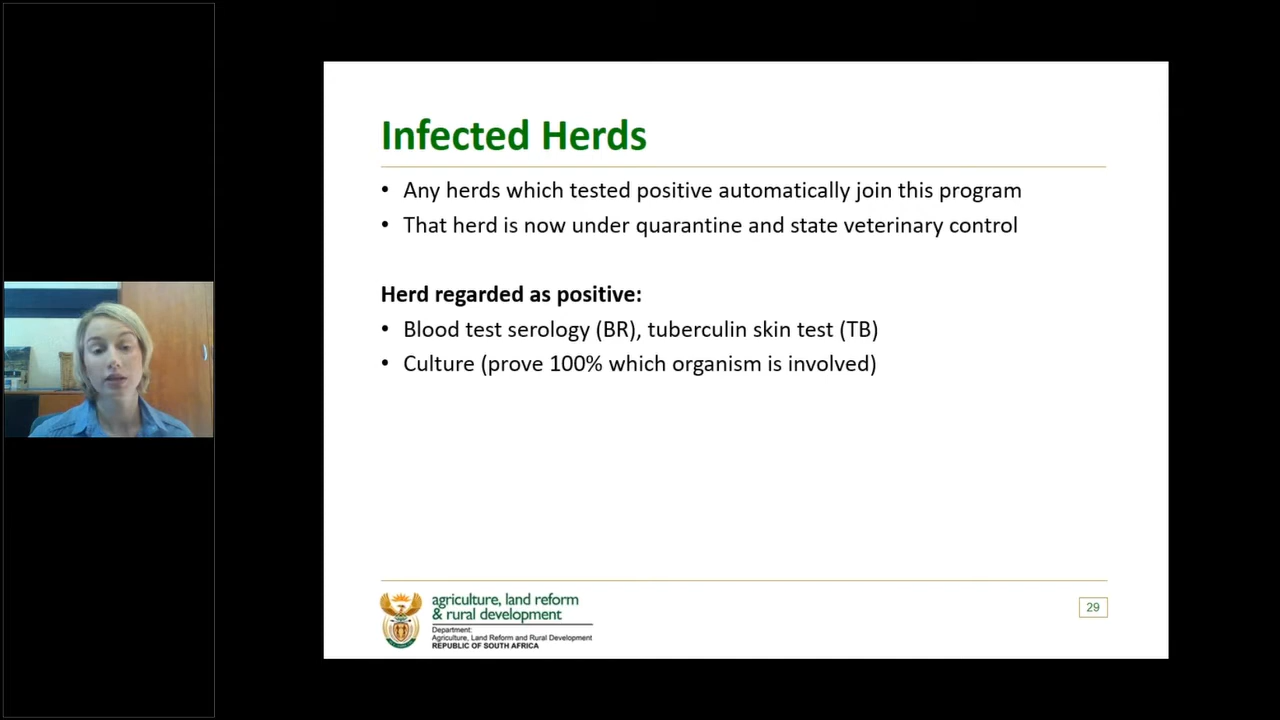 Infected Herds
• Any herds which tested positive automatically join this program
• That herd is now under quarantine and state veterinary control
Herd regarded as positive:
• Blood test serology (BR), tuberculin skin test (TB)
• Culture (prove 100% which organism is involved)
agriculture, land reform
& rural development
Department:
Agriculture, Land Reform and Rural Development
REPUBLIC OF SOUTH AFRICA
29